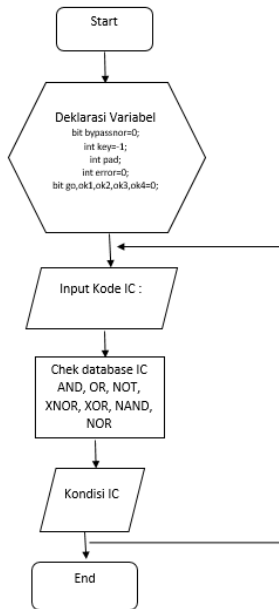 Start
Deklarasi Variabel
bit bypassnor=0;
int key=-1;
int pad;
int error=0;
bit go,ok1,ok2,ok3,ok4=0;
Input Kode IC :
Chek database IC
AND, OR, NOT,
XNOR, XOR, NAND,
NOR
Kondisi IC
End